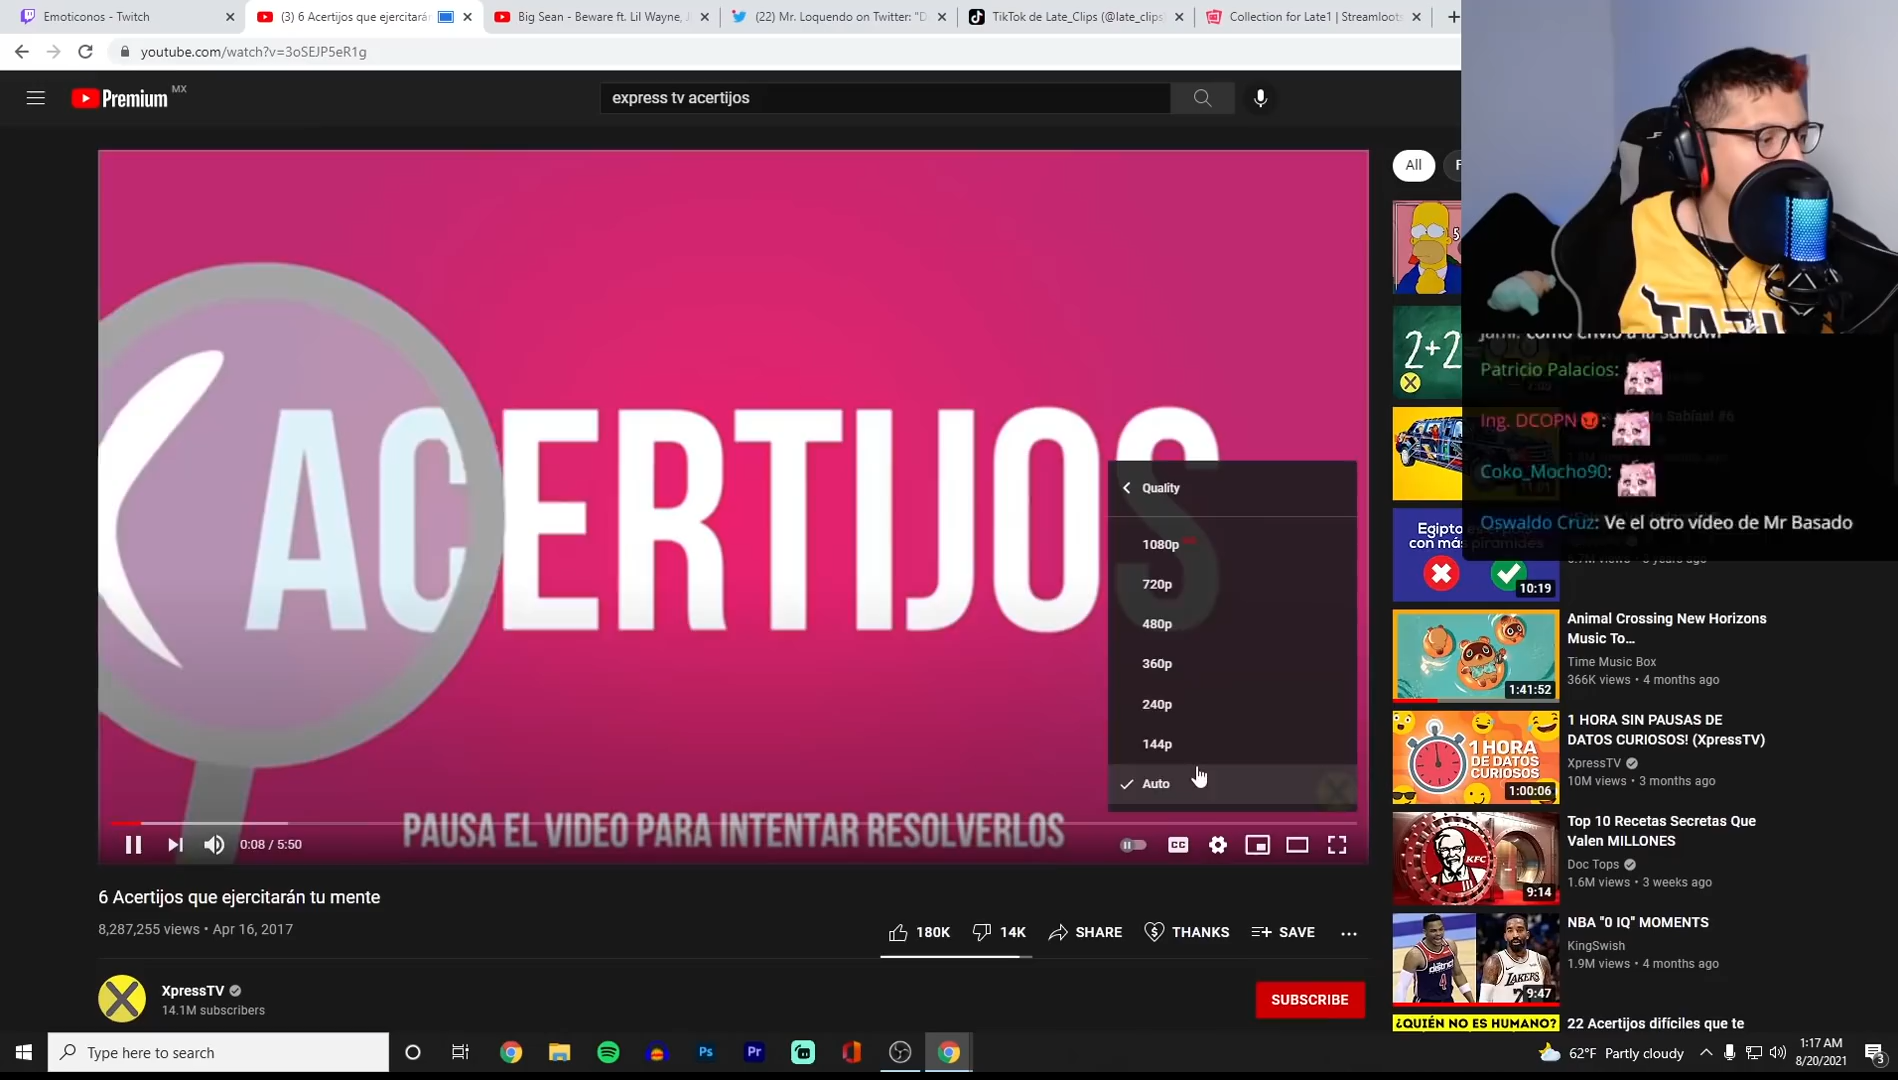 Emoticonos - Twitch
(3) 6 Acertijos que ejercitarán
Big Sean - Beware ft. Lil Wayne, J
(22) Mr. Loquendo on Twitter: "D
TikTok de Late_Clips (@late_clips
Collection for Late1 | Streamloots
youtube.com/watch?v=3oSEJP5eR1g
Premium MX
express tv acertijos
All
ACERTIJOS
Quality
1080p
720p
480p
360p
240p
144p
Auto
PAUSA EL VIDEO PARA INTENTAR RESOLVERLOS
0:08 / 5:50
CC
6 Acertijos que ejercitarán tu mente
8,287,255 views • Apr 16, 2017
180K
14K
SHARE
THANKS
SAVE
XpressTV
14.1M subscribers
SUBSCRIBE
2+2
Patricio Palacios:
Ing. DCOPN:
Coko_Mocho90:
Oswaldo Cruz: Ve el otro vídeo de Mr Basado
Egipto
con más pirámides
10:19
Animal Crossing New Horizons
Music To...
Time Music Box
366K views • 4 months ago
1:41:52
1 HORA SIN PAUSAS DE
DATOS CURIOSOS! (XpressTV)
XpressTV
10M views • 3 months ago
1 HORA
DE DATOS
CURIOSOS
1:00:06
Top 10 Recetas Secretas Que
Valen MILLONES
Doc Tops
1.6M views • 3 weeks ago
KFC
9:14
NBA "0 IQ" MOMENTS
KingSwish
1.9M views • 4 months ago
9:47
¿QUIÉN NO ES HUMANO?
22 Acertijos difíciles que te
Type here to search
Ps
Pr
62°F Partly cloudy
1:17 AM
8/20/2021
3